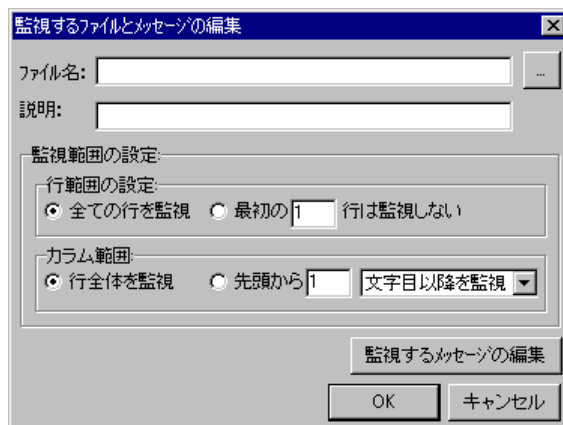 監視するファイルとメッセージの編集
ファイル名:
...
説明:
監視範囲の設定:
行範囲の設定:
全ての行を監視 最初の 1 行は監視しない
カラム範囲:
行全体を監視 先頭から 1 文字目以降を監視
監視するメッセージの編集
OK キャンセル